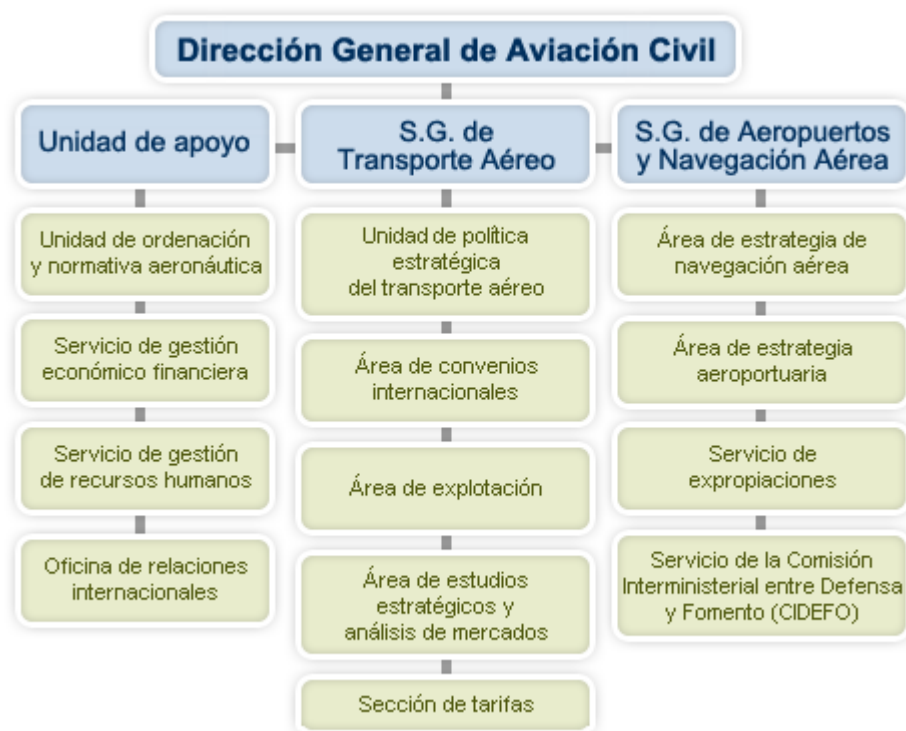 Dirección General de Aviación Civil
Unidad de apoyo
Unidad de ordenación
y normativa aeronáutica
Servicio de gestión
económico financiera
Servicio de gestión
de recursos humanos
Oficina de relaciones
internacionales
S.G. de
Transporte Aéreo
Unidad de política
estratégica
del transporte aéreo
Área de convenios
internacionales
Área de explotación
Área de estudios
estratégicos y
análisis de mercados
Sección de tarifas
S.G. de Aeropuertos
y Navegación Aérea
Área de estrategia de
navegación aérea
Área de estrategia
aeroportuaria
Servicio de
expropiaciones
Servicio de la Comisión
Interministerial entre Defensa
y Fomento (CIDEFO)